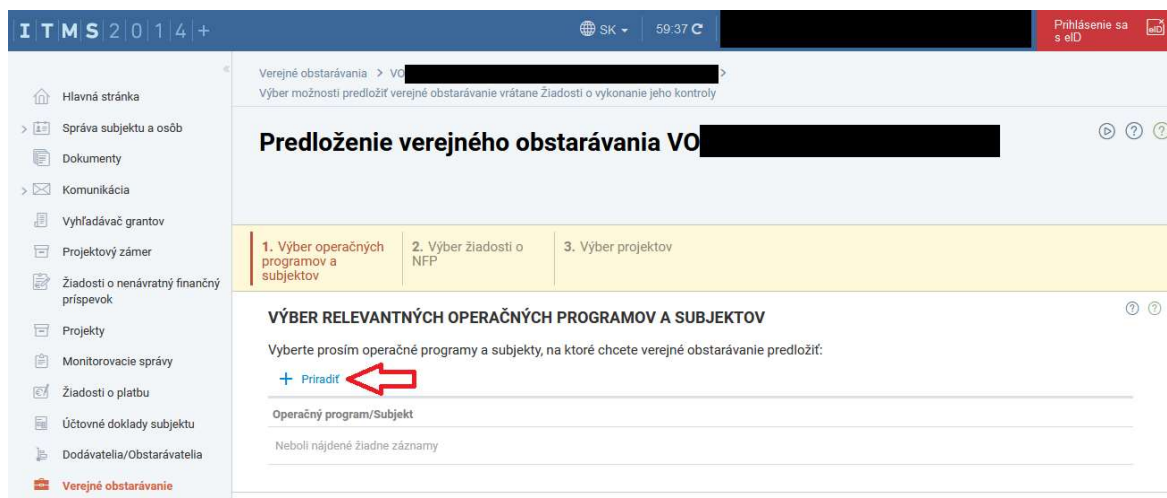 ITMS2014+
SK
59:37
Prihlásenie sa
s eID
eID
Hlavná stránka
Správa subjektu a osôb
Dokumenty
Komunikácia
Vyhľadávač grantov
Projektový zámer
Žiadosti o nenávratný finančný
príspevok
Projekty
Monitorovacie správy
Žiadosti o platbu
Účtovné doklady subjektu
Dodávatelia/Obstarávatelia
Verejné obstarávanie
Verejné obstarávania > VO >
Výber možnosti predložiť verejné obstarávanie vrátane Žiadosti o vykonanie jeho kontroly
Predloženie verejného obstarávania VO
1. Výber operačných
programov a
subjektov
2. Výber žiadosti o
NFP
3. Výber projektov
VÝBER RELEVANTNÝCH OPERAČNÝCH PROGRAMOV A SUBJEKTOV
Vyberte prosím operačné programy a subjekty, na ktoré chcete verejné obstarávanie predložiť:
+ Priradiť
Operačný program/Subjekt
Neboli nájdené žiadne záznamy